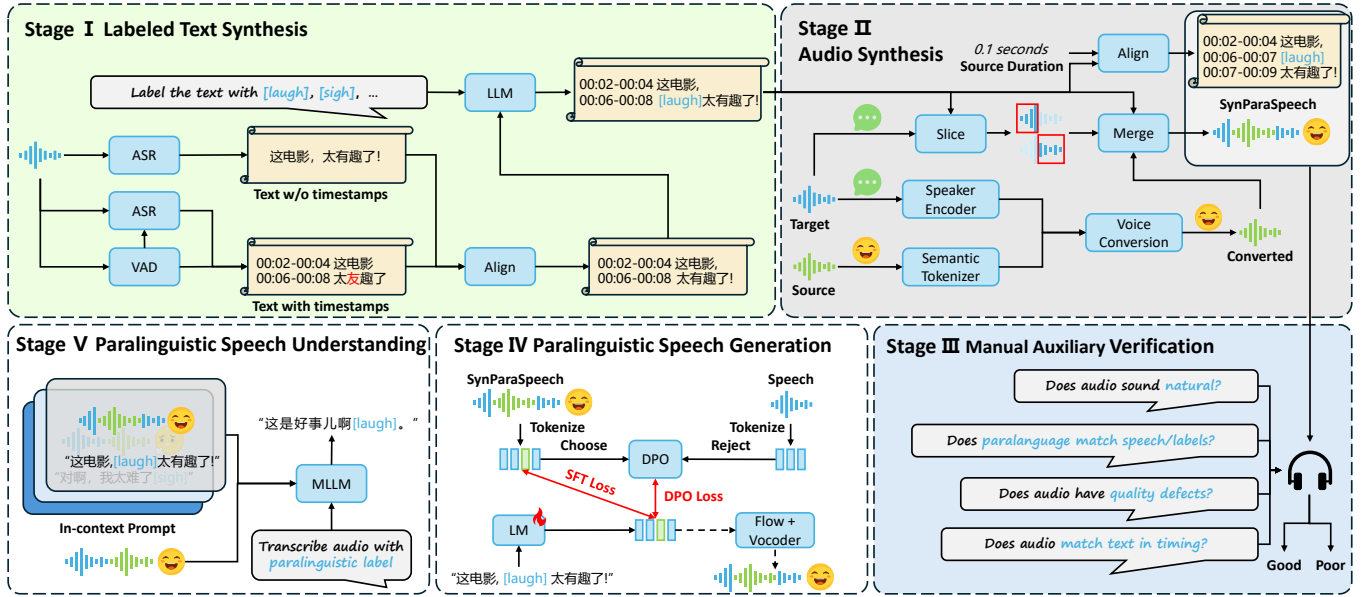 Stage Ⅰ Labeled Text Synthesis
Label the text with [laugh], [sigh], ...
LLM
00:02-00:04 这电影,
00:06-00:08 [laugh]太有趣了!
ASR
这电影，太有趣了!
Text w/o timestamps
ASR
VAD
00:02-00:04 这电影
00:06-00:08 太友趣了
Text with timestamps
Align
00:02-00:04 这电影,
00:06-00:08 太有趣了!
Stage Ⅱ
Audio Synthesis
0.1 seconds
Source Duration
Align
00:02-00:04 这电影,
00:06-00:07 [laugh]
00:07-00:09 太有趣了!
SynParaSpeech
Slice
Merge
Target
Speaker
Encoder
Voice
Conversion
Converted
Source
Semantic
Tokenizer
Stage Ⅴ Paralinguistic Speech Understanding
“这电影,[laugh]太有趣了!”
“对啊，我太难了[sigh]”
In-context Prompt
“这是好事儿啊[laugh]。”
MLLM
Transcribe audio with
paralinguistic label
Stage Ⅳ Paralinguistic Speech Generation
SynParaSpeech
Speech
Tokenize
Tokenize
Choose
DPO
Reject
SFT Loss
DPO Loss
LM
Flow +
Vocoder
“这电影, [laugh] 太有趣了!”
Stage Ⅲ Manual Auxiliary Verification
Does audio sound natural?
Does paralanguage match speech/labels?
Does audio have quality defects?
Does audio match text in timing?
Good
Poor